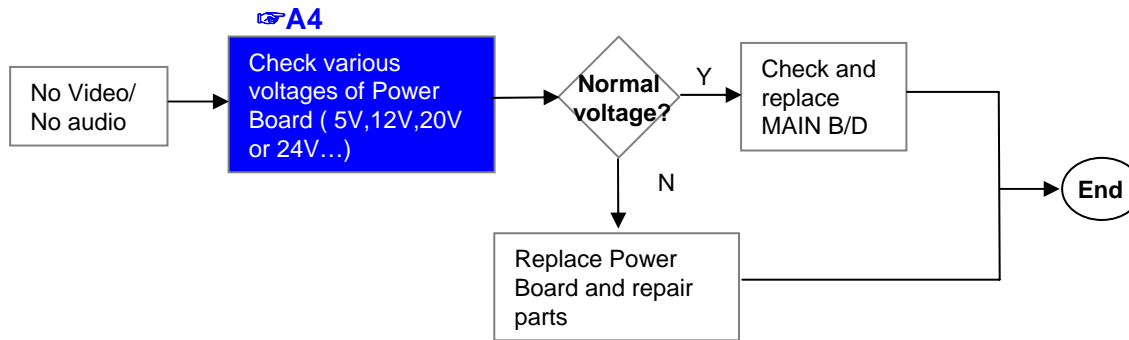 ☞A4
No Video/
No audio
Check various
voltages of Power
Board ( 5V,12V,20V
or 24V…)
Normal
voltage?
Y
Check and
replace
MAIN B/D
N
Replace Power
Board and repair
parts
End